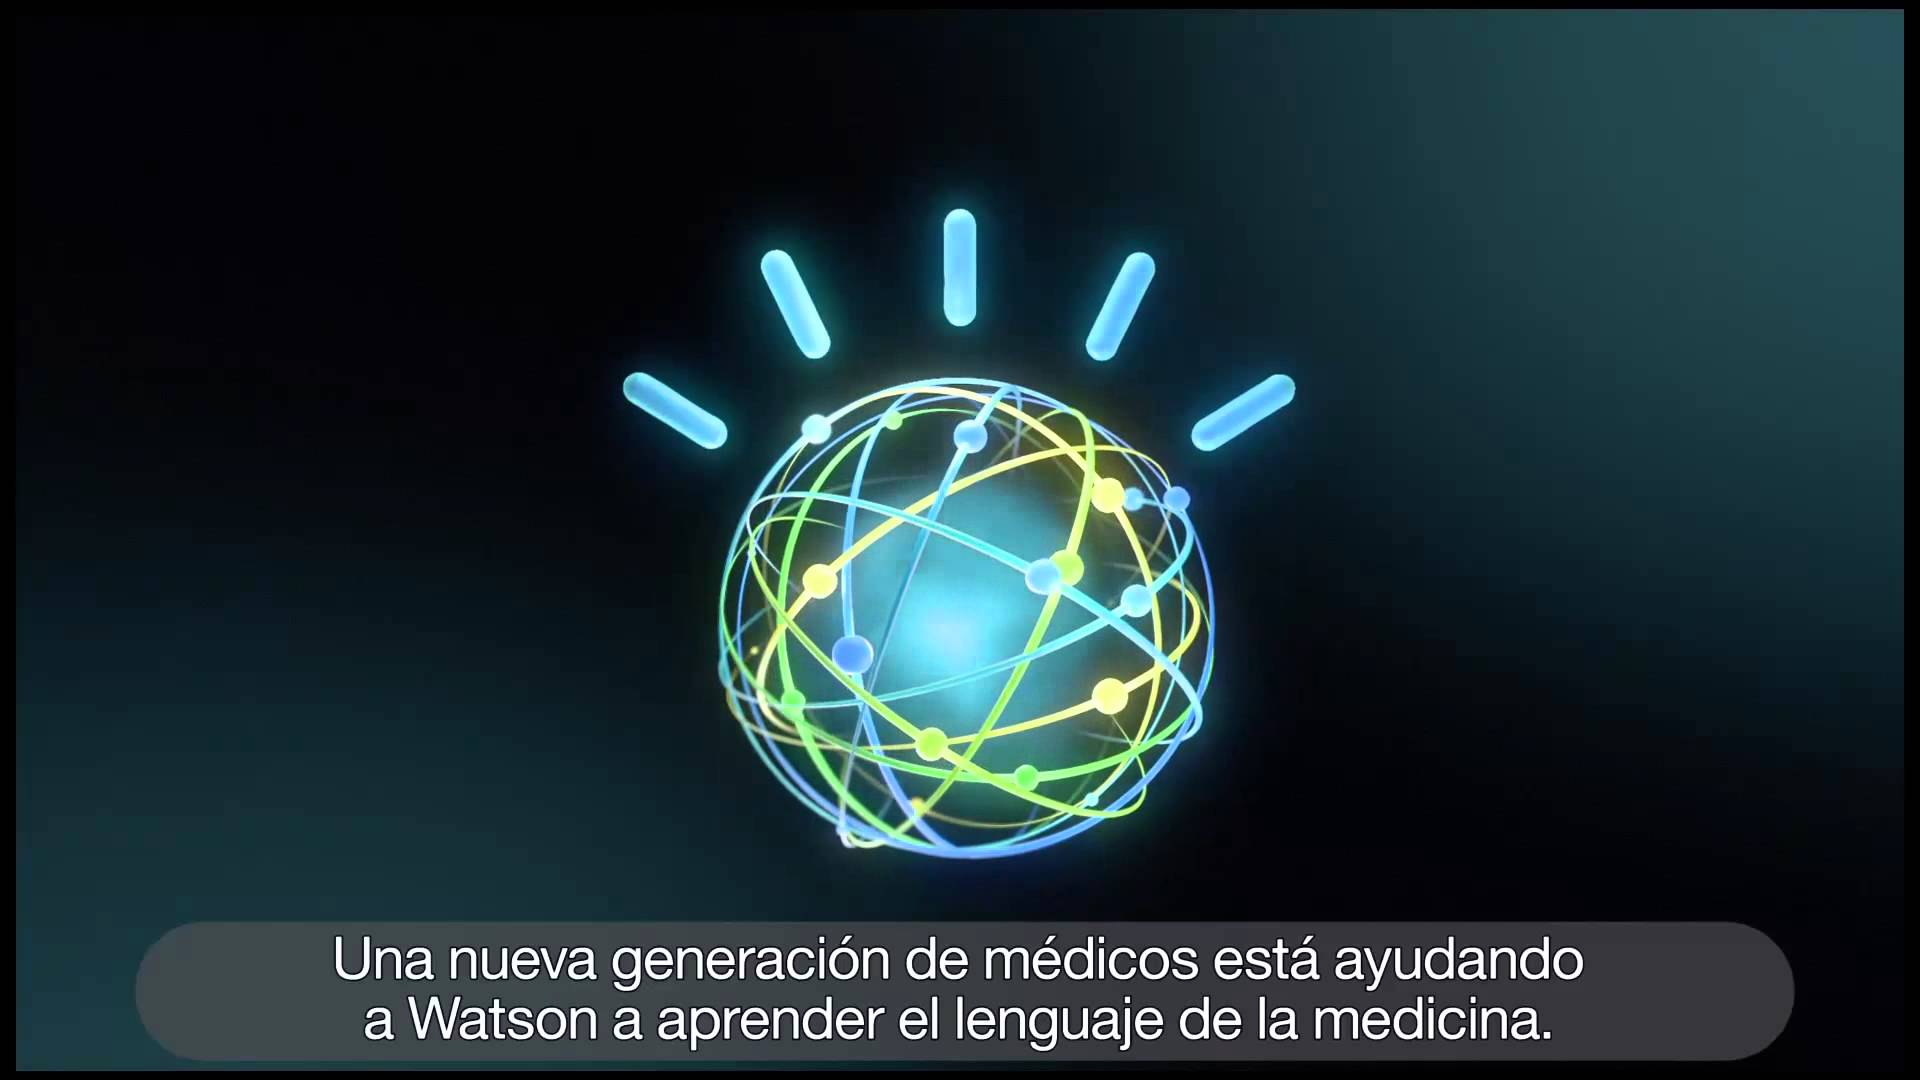 Una nueva generación de médicos está ayudando
a Watson a aprender el lenguaje de la medicina.